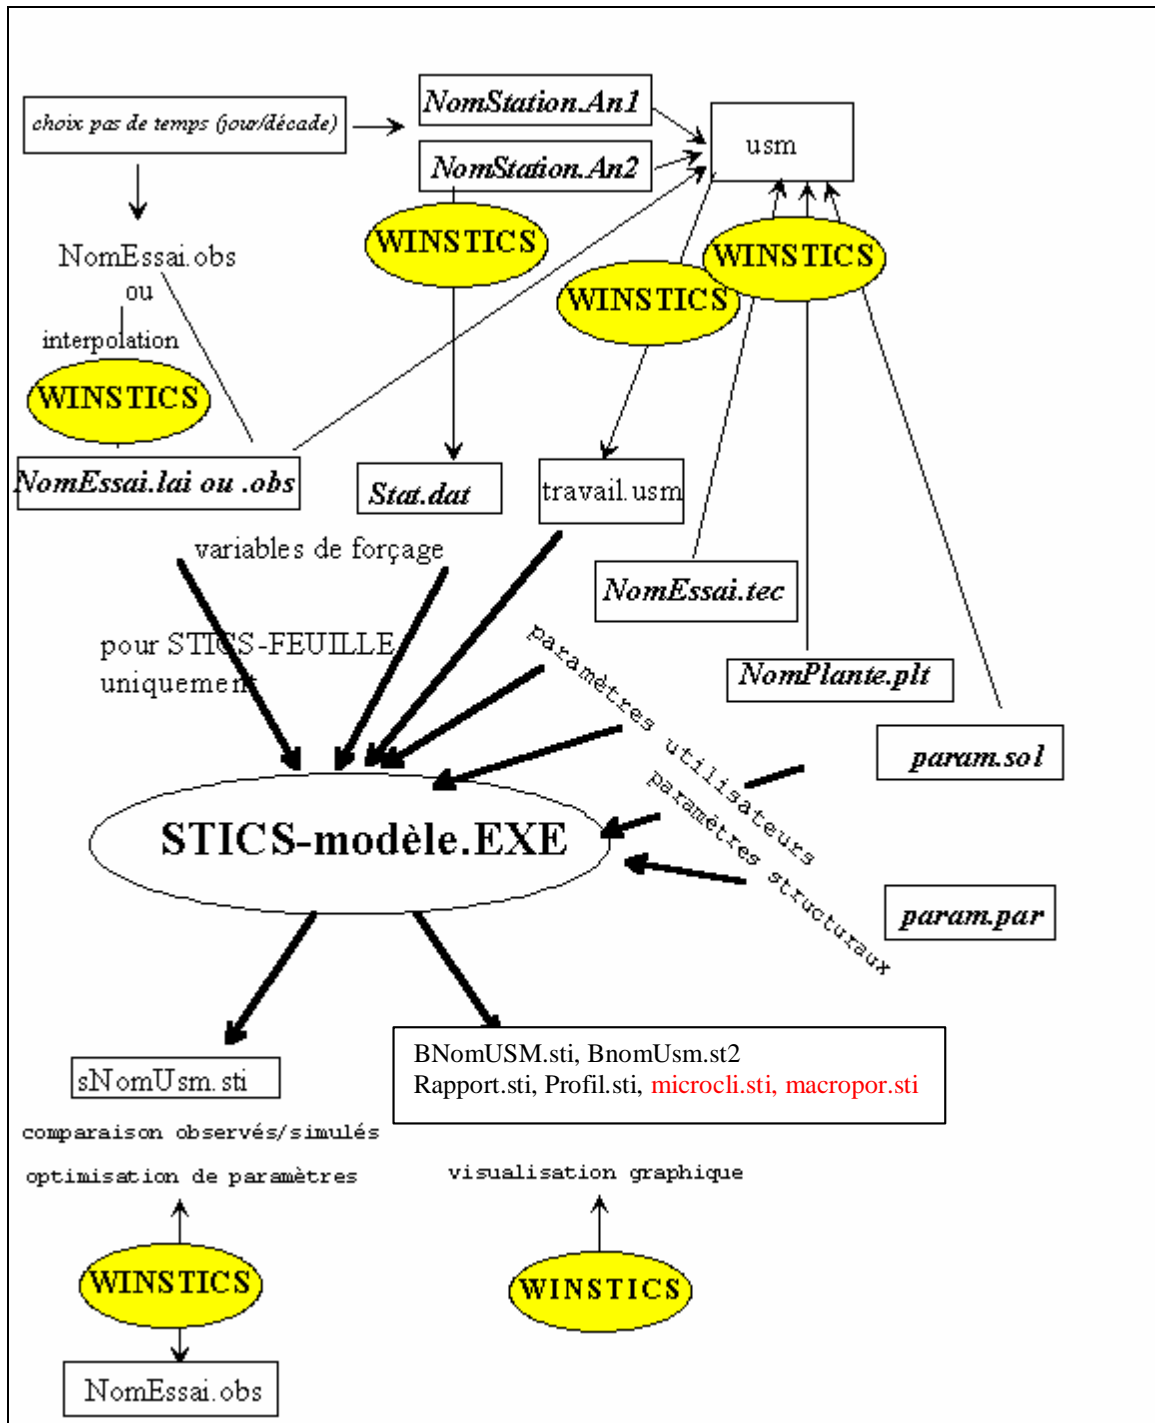 NomStation.An1
choix pas de temps (jour/décade)
usm
NomStation.An2
WINSTICS
WINSTICS
NomEssai.obs
ou
WINSTICS
interpolation
WINSTICS
NomEssai.lai ou .obs
Stat.dat
travail.usm
variables de forçage
NomEssai.tec
pour STICS-FEUILLE
uniquement
paramètres utilisateurs
NomPlante.plt
param.sol
paramètres structuraux
STICS-modèle.EXE
param.par
sNomUsm.sti
BNomUSM.sti, BnomUsm.st2
Rapport.sti, Profil.sti, microcli.sti, macropor.sti
comparaison observés/simulés
optimisation de paramètres
visualisation graphique
WINSTICS
WINSTICS
NomEssai.obs